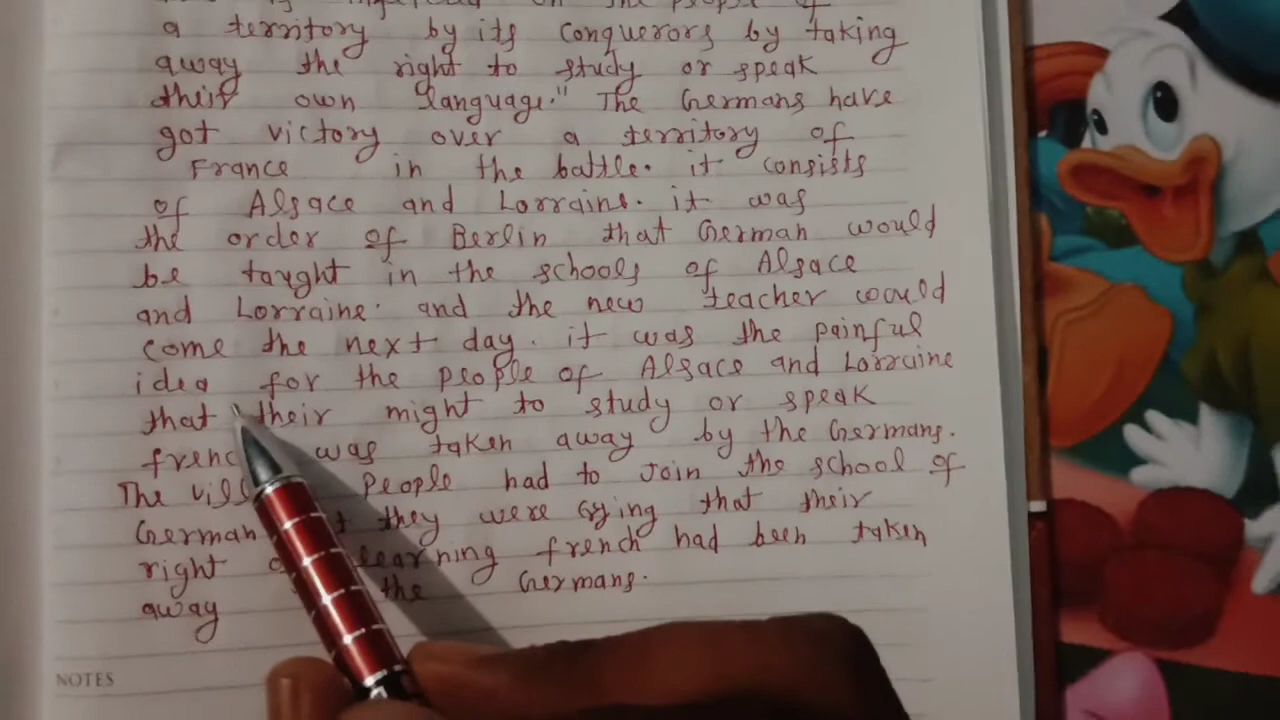 on the people of
a territory by its conquerors by taking
away the right to study or speak
their own language." The Germans have
got victory over a territory of
France in the battle. it consists
of Alsace and Lorraine. it was
the order of Berlin that German would
be taught in the schools of Alsace
and Lorraine. and the new teacher would
come the next day. it was the painful
idea for the people of Alsace and Lorraine
that their might to study or speak
was taken away by the Germans.
The people had to Join the school of
German they were crying that their
right learning french had been taken
away the Germans.
NOTES